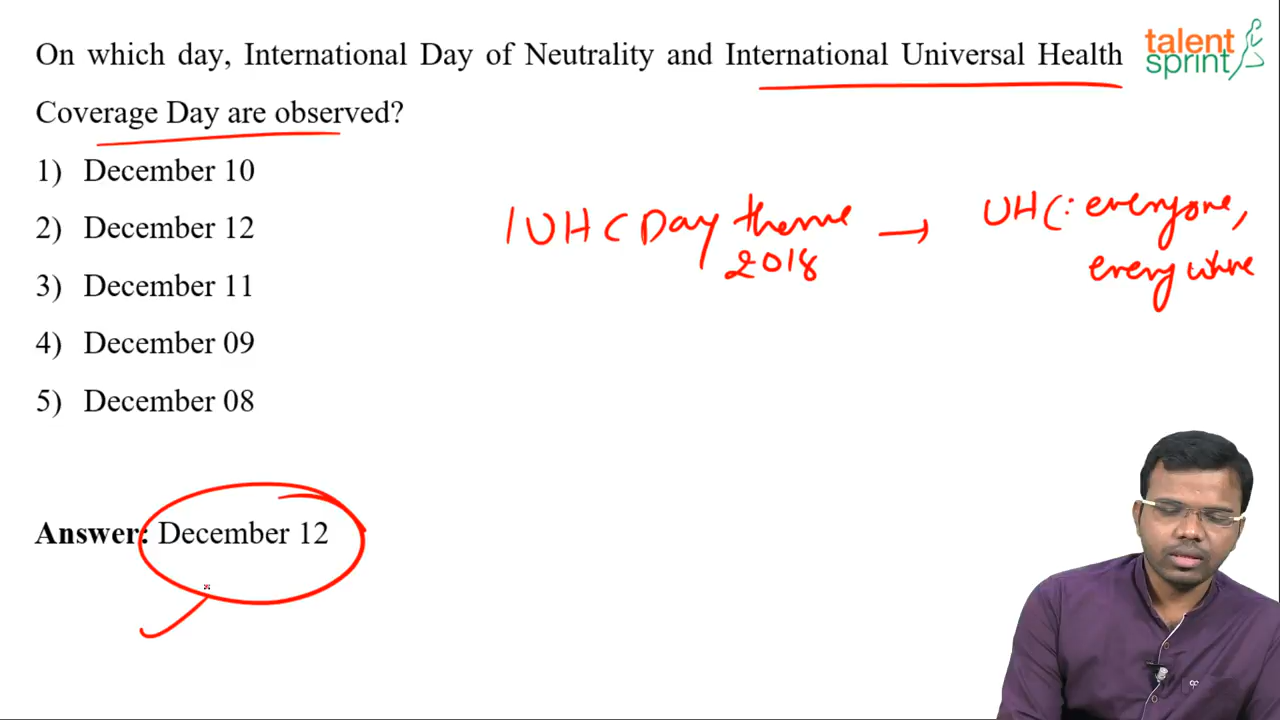 On which day, International Day of Neutrality and International Universal Health
Coverage Day are observed?
1) December 10
2) December 12
3) December 11
4) December 09
5) December 08
Answer: December 12
IUHC Day theme
2018
→ UHC: everyone,
everywhere
talent
sprint